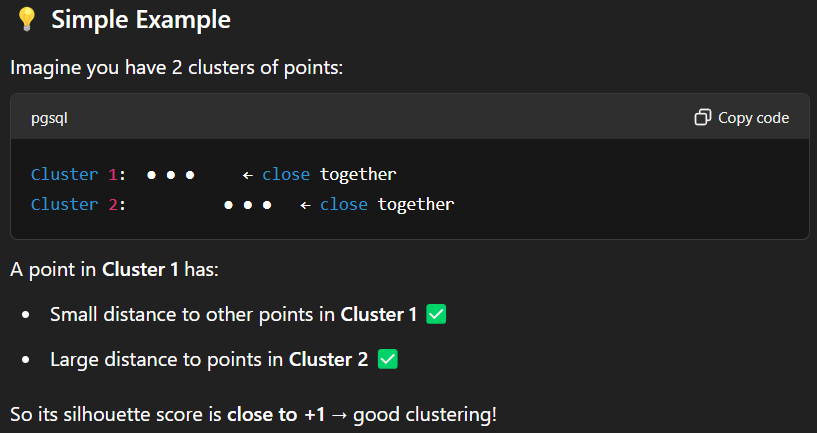 💡 Simple Example
Imagine you have 2 clusters of points:
pgsql
Copy code
Cluster 1:  • • •     ← close together
Cluster 2:          • • •   ← close together
A point in Cluster 1 has:
• Small distance to other points in Cluster 1 ✅
• Large distance to points in Cluster 2 ✅
So its silhouette score is close to +1 → good clustering!